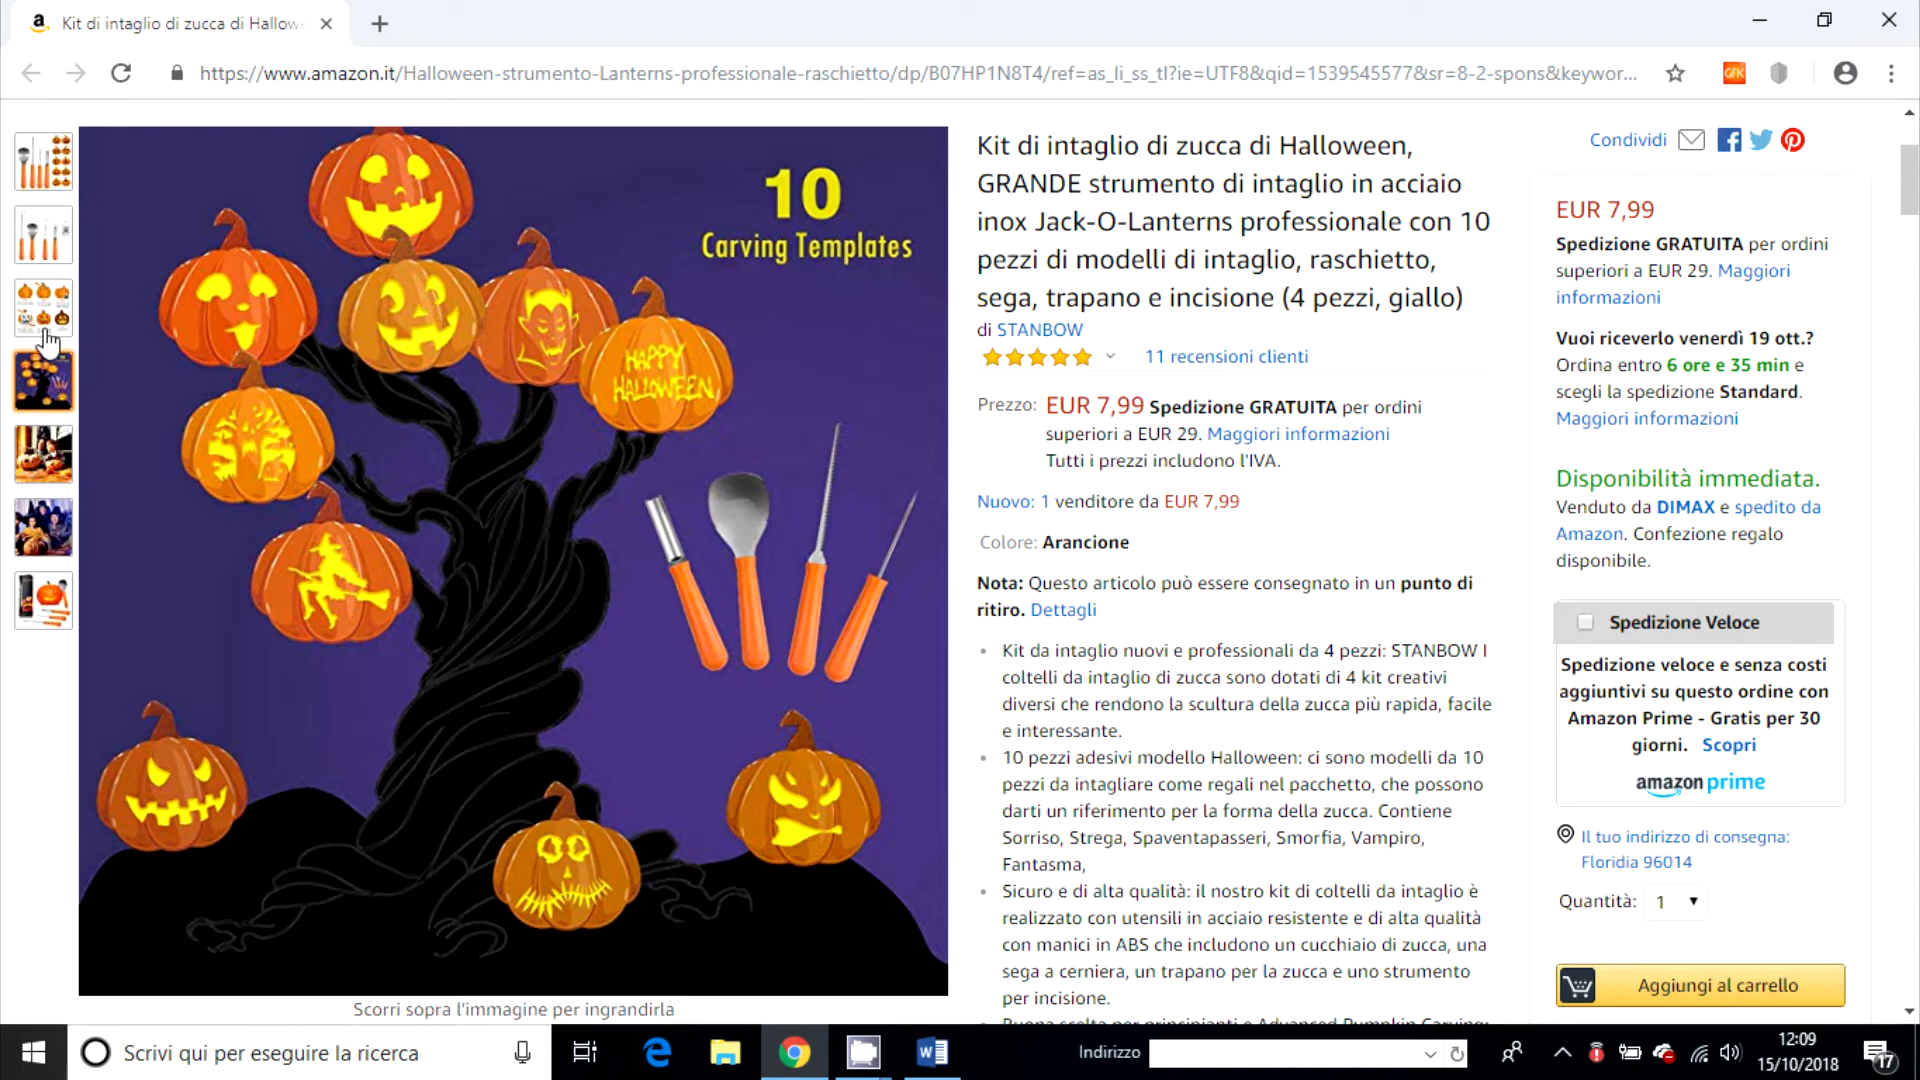 Kit di intaglio di zucca di Hallow
https://www.amazon.it/Halloween-strumento-Lanterns-professionale-raschietto/dp/B07HP1N8T4/ref=as_li_ss_tl?ie=UTF8&qid=1539545577&sr=8-2-spons&keywor...
GfK
10
Carving Templates
HAPPY
HALLOWEEN
Scorri sopra l'immagine per ingrandirla
Kit di intaglio di zucca di Halloween,
GRANDE strumento di intaglio in acciaio
inox Jack-O-Lanterns professionale con 10
pezzi di modelli di intaglio, raschietto,
sega, trapano e incisione (4 pezzi, giallo)
di STANBOW
11 recensioni clienti
Prezzo: EUR 7,99 Spedizione GRATUITA per ordini
superiori a EUR 29. Maggiori informazioni
Tutti i prezzi includono l'IVA.
Nuovo: 1 venditore da EUR 7,99
Colore: Arancione
Nota: Questo articolo può essere consegnato in un punto di
ritiro. Dettagli
Kit da intaglio nuovi e professionali da 4 pezzi: STANBOW I
coltelli da intaglio di zucca sono dotati di 4 kit creativi
diversi che rendono la scultura della zucca più rapida, facile
e interessante.
10 pezzi adesivi modello Halloween: ci sono modelli da 10
pezzi da intagliare come regali nel pacchetto, che possono
darti un riferimento per la forma della zucca. Contiene
Sorriso, Strega, Spaventapasseri, Smorfia, Vampiro,
Fantasma,
Sicuro e di alta qualità: il nostro kit di coltelli da intaglio è
realizzato con utensili in acciaio resistente e di alta qualità
con manici in ABS che includono un cucchiaio di zucca, una
sega a cerniera, un trapano per la zucca e uno strumento
per incisione.
Buona scelta per principianti e Advanced Pumpkin Carving:
Condividi
EUR 7,99
Spedizione GRATUITA per ordini
superiori a EUR 29. Maggiori
informazioni
Vuoi riceverlo venerdì 19 ott.?
Ordina entro 6 ore e 35 min e
scegli la spedizione Standard.
Maggiori informazioni
Disponibilità immediata.
Venduto da DIMAX e spedito da
Amazon. Confezione regalo
disponibile.
Spedizione Veloce
Spedizione veloce e senza costi
aggiuntivi su questo ordine con
Amazon Prime - Gratis per 30
giorni. Scopri
amazon prime
Il tuo indirizzo di consegna:
Floridia 96014
Quantità: 1
Aggiungi al carrello
Scrivi qui per eseguire la ricerca
Indirizzo
12:09
15/10/2018
17